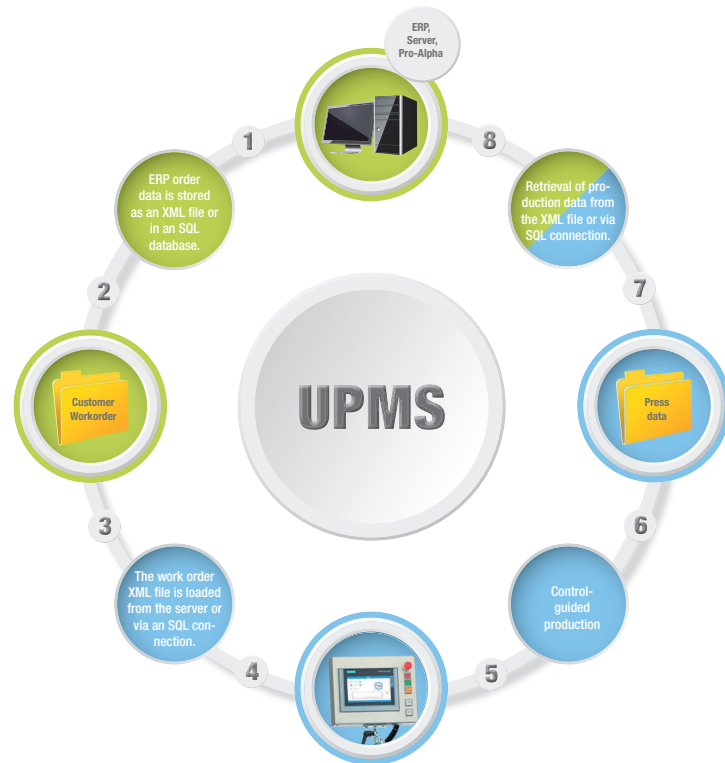 ERP,
Server,
Pro-Alpha
1
8
ERP order
data is stored
as an XML file or
in an SQL
database.
Retrieval of pro-
duction data from
the XML file or via
SQL connection.
2
7
Customer
Workorder
UPMS
Press
data
3
6
The work order
XML file is loaded
from the server or
via an SQL con-
nection.
Control-
guided
production
4
5